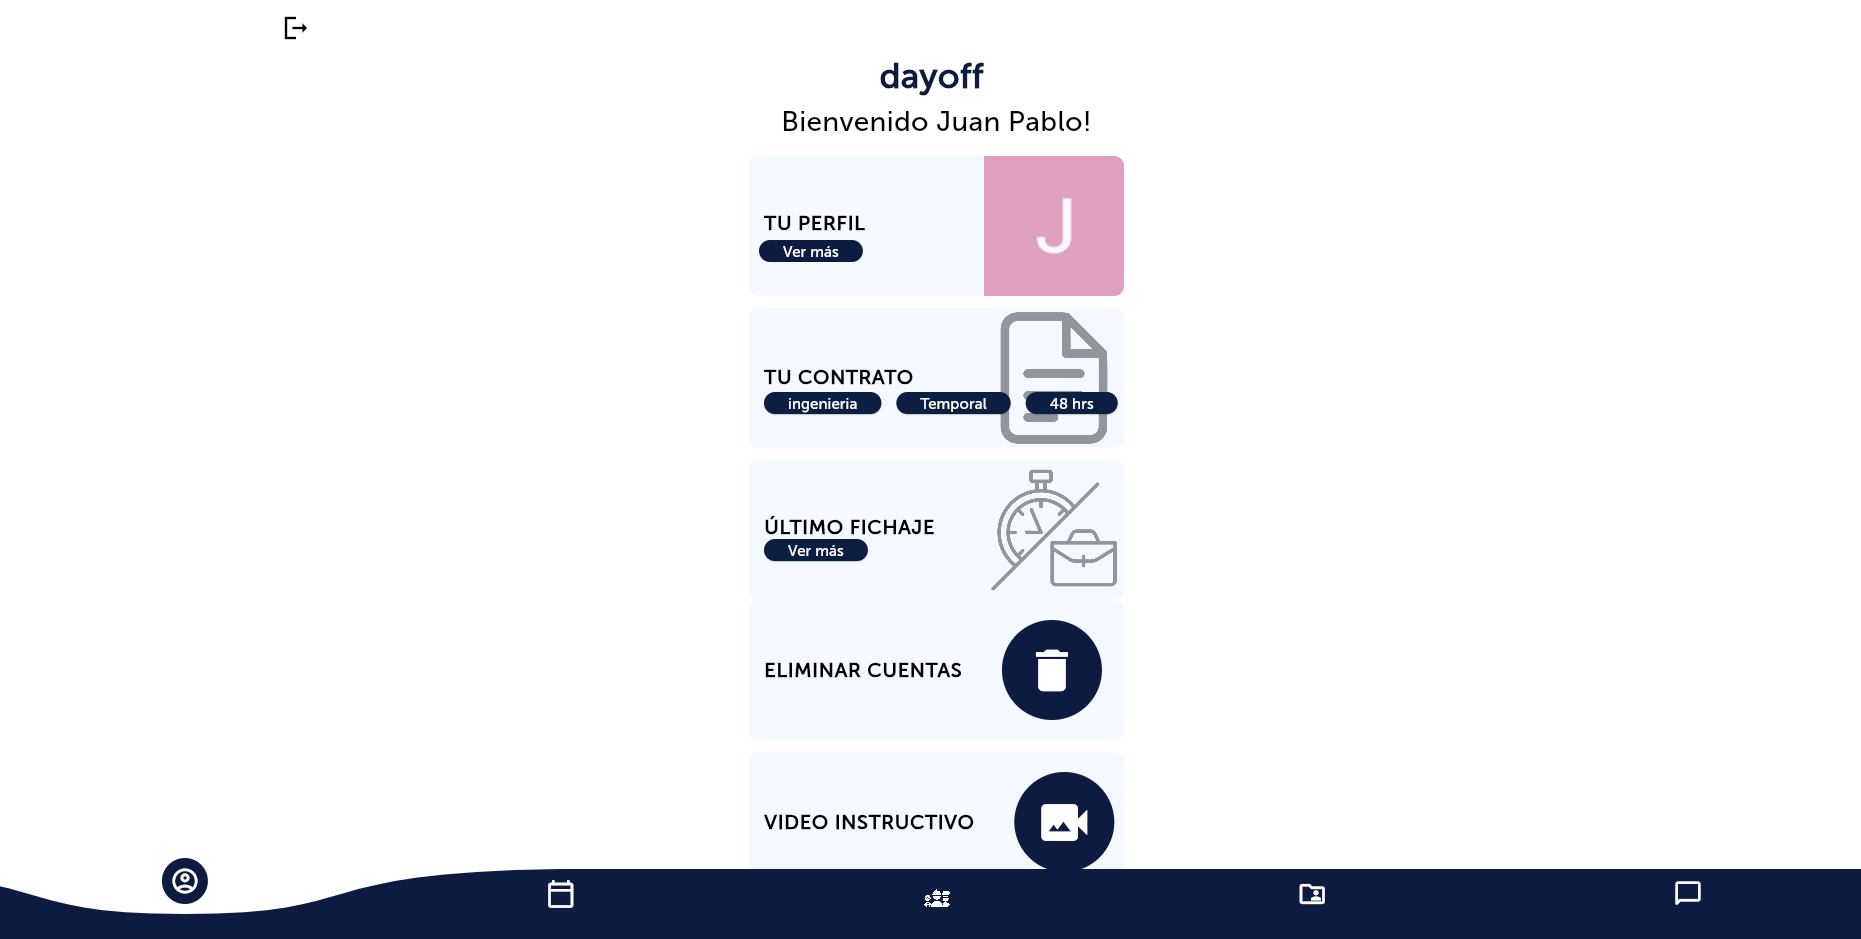 dayoff
Bienvenido Juan Pablo!
TU PERFIL
Ver más
J
TU CONTRATO
ingenieria Temporal 48 hrs
ÚLTIMO FICHAJE
Ver más
ELIMINAR CUENTAS
VIDEO INSTRUCTIVO